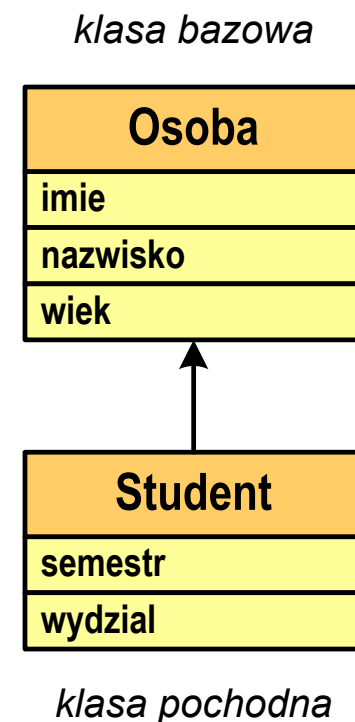 klasa bazowa
Osoba
imie
nazwisko
wiek
Student
semestr
wydzial
klasa pochodna